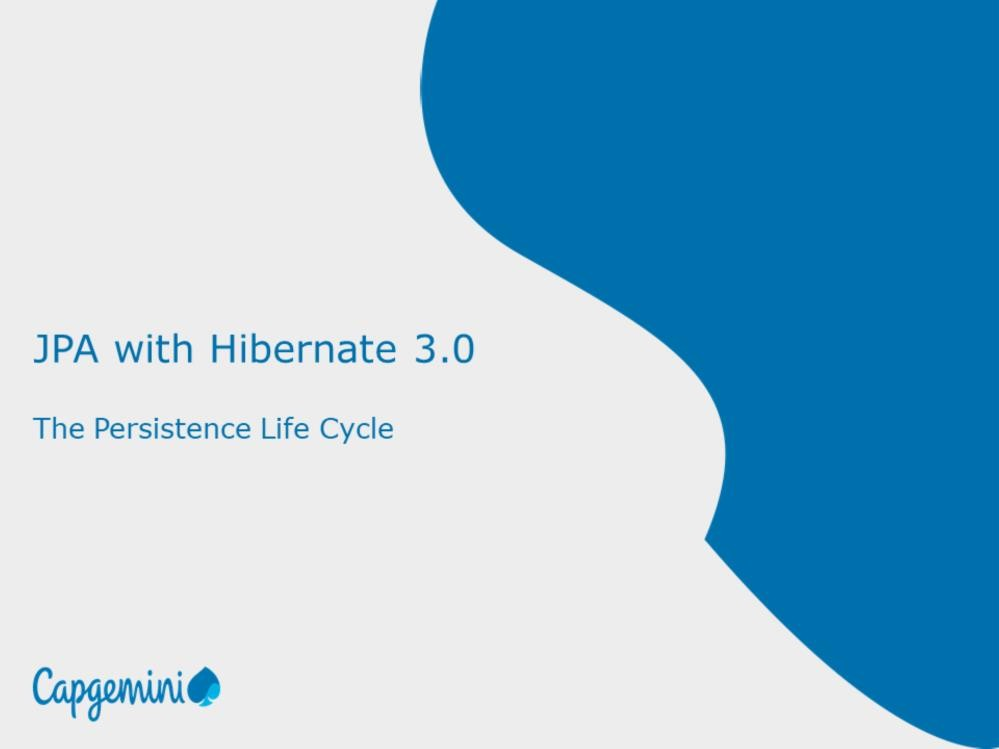 JPA with Hibernate 3.0
The Persistence Life Cycle
Capgemini